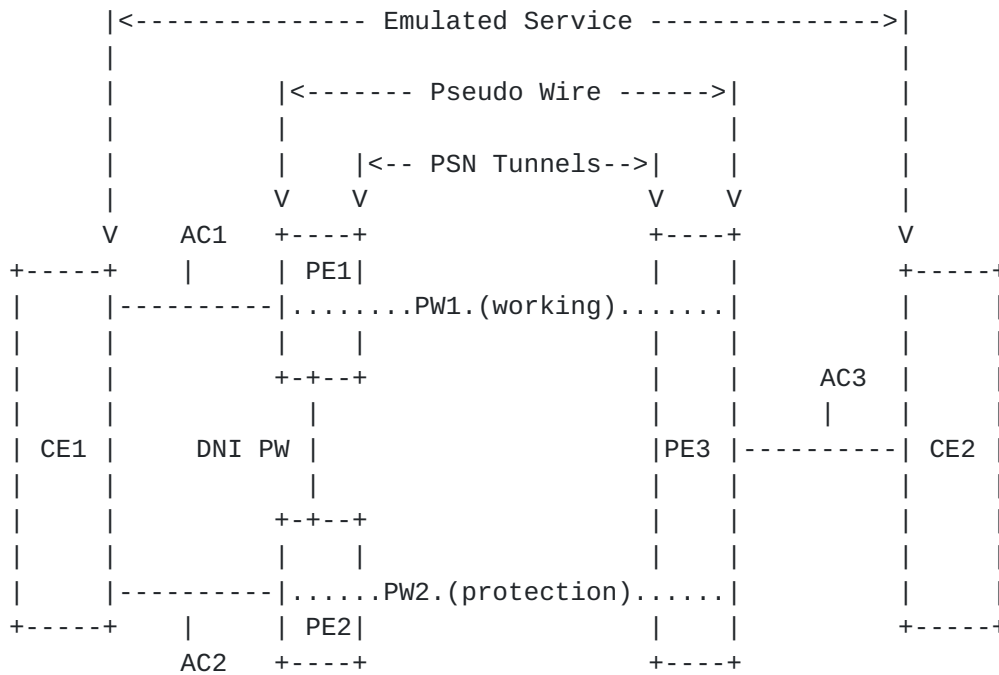 Emulated Service
Pseudo Wire
PSN Tunnels
V V V V
V AC1 V
PE1
PW1.(working)
AC3
CE1 DNI PW PE3 CE2
PW2.(protection)
PE2
AC2